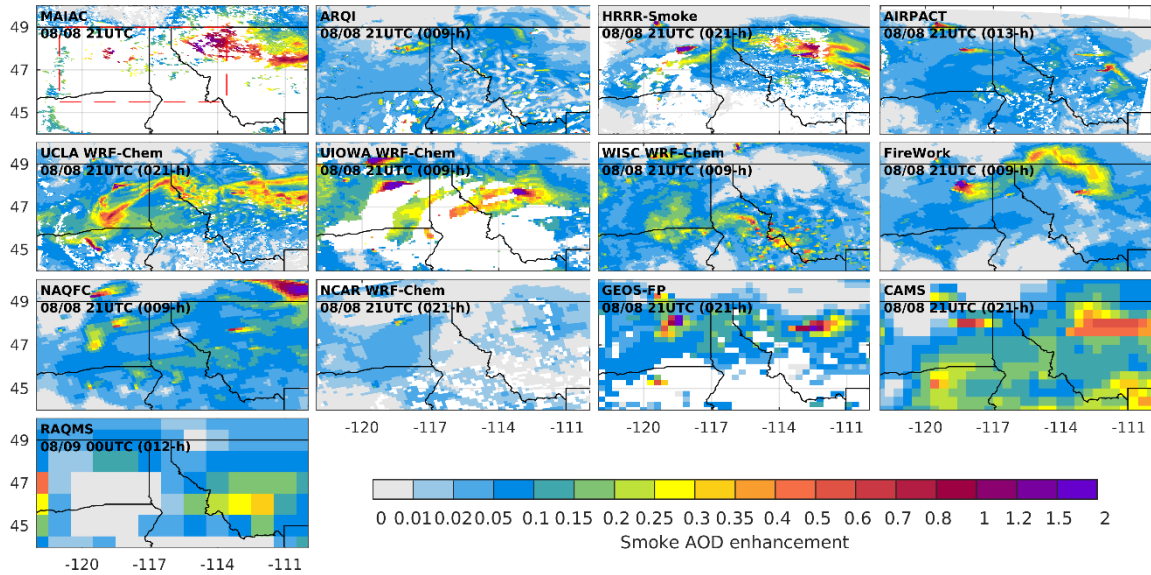 MAIAC
08/08 21UTC
ARQI
08/08 21UTC (009-h)
HRRR-Smoke
08/08 21UTC (021-h)
AIRPACT
08/08 21UTC (013-h)
49
47
45
UCLA WRF-Chem
08/08 21UTC (021-h)
UIOWA WRF-Chem
08/08 21UTC (009-h)
WISC WRF-Chem
08/08 21UTC (009-h)
FireWork
08/08 21UTC (009-h)
49
47
45
NAQFC
08/08 21UTC (009-h)
NCAR WRF-Chem
08/08 21UTC (021-h)
GEOS-FP
08/08 21UTC (021-h)
CAMS
08/08 21UTC (021-h)
49
47
45
-120 -117 -114 -111
-120 -117 -114 -111
-120 -117 -114 -111
RAQMS
08/09 00UTC (012-h)
49
47
45
-120 -117 -114 -111
0 0.01 0.02 0.05 0.1 0.15 0.2 0.25 0.3 0.35 0.4 0.5 0.6 0.7 0.8 1 1.2 1.5 2
Smoke AOD enhancement